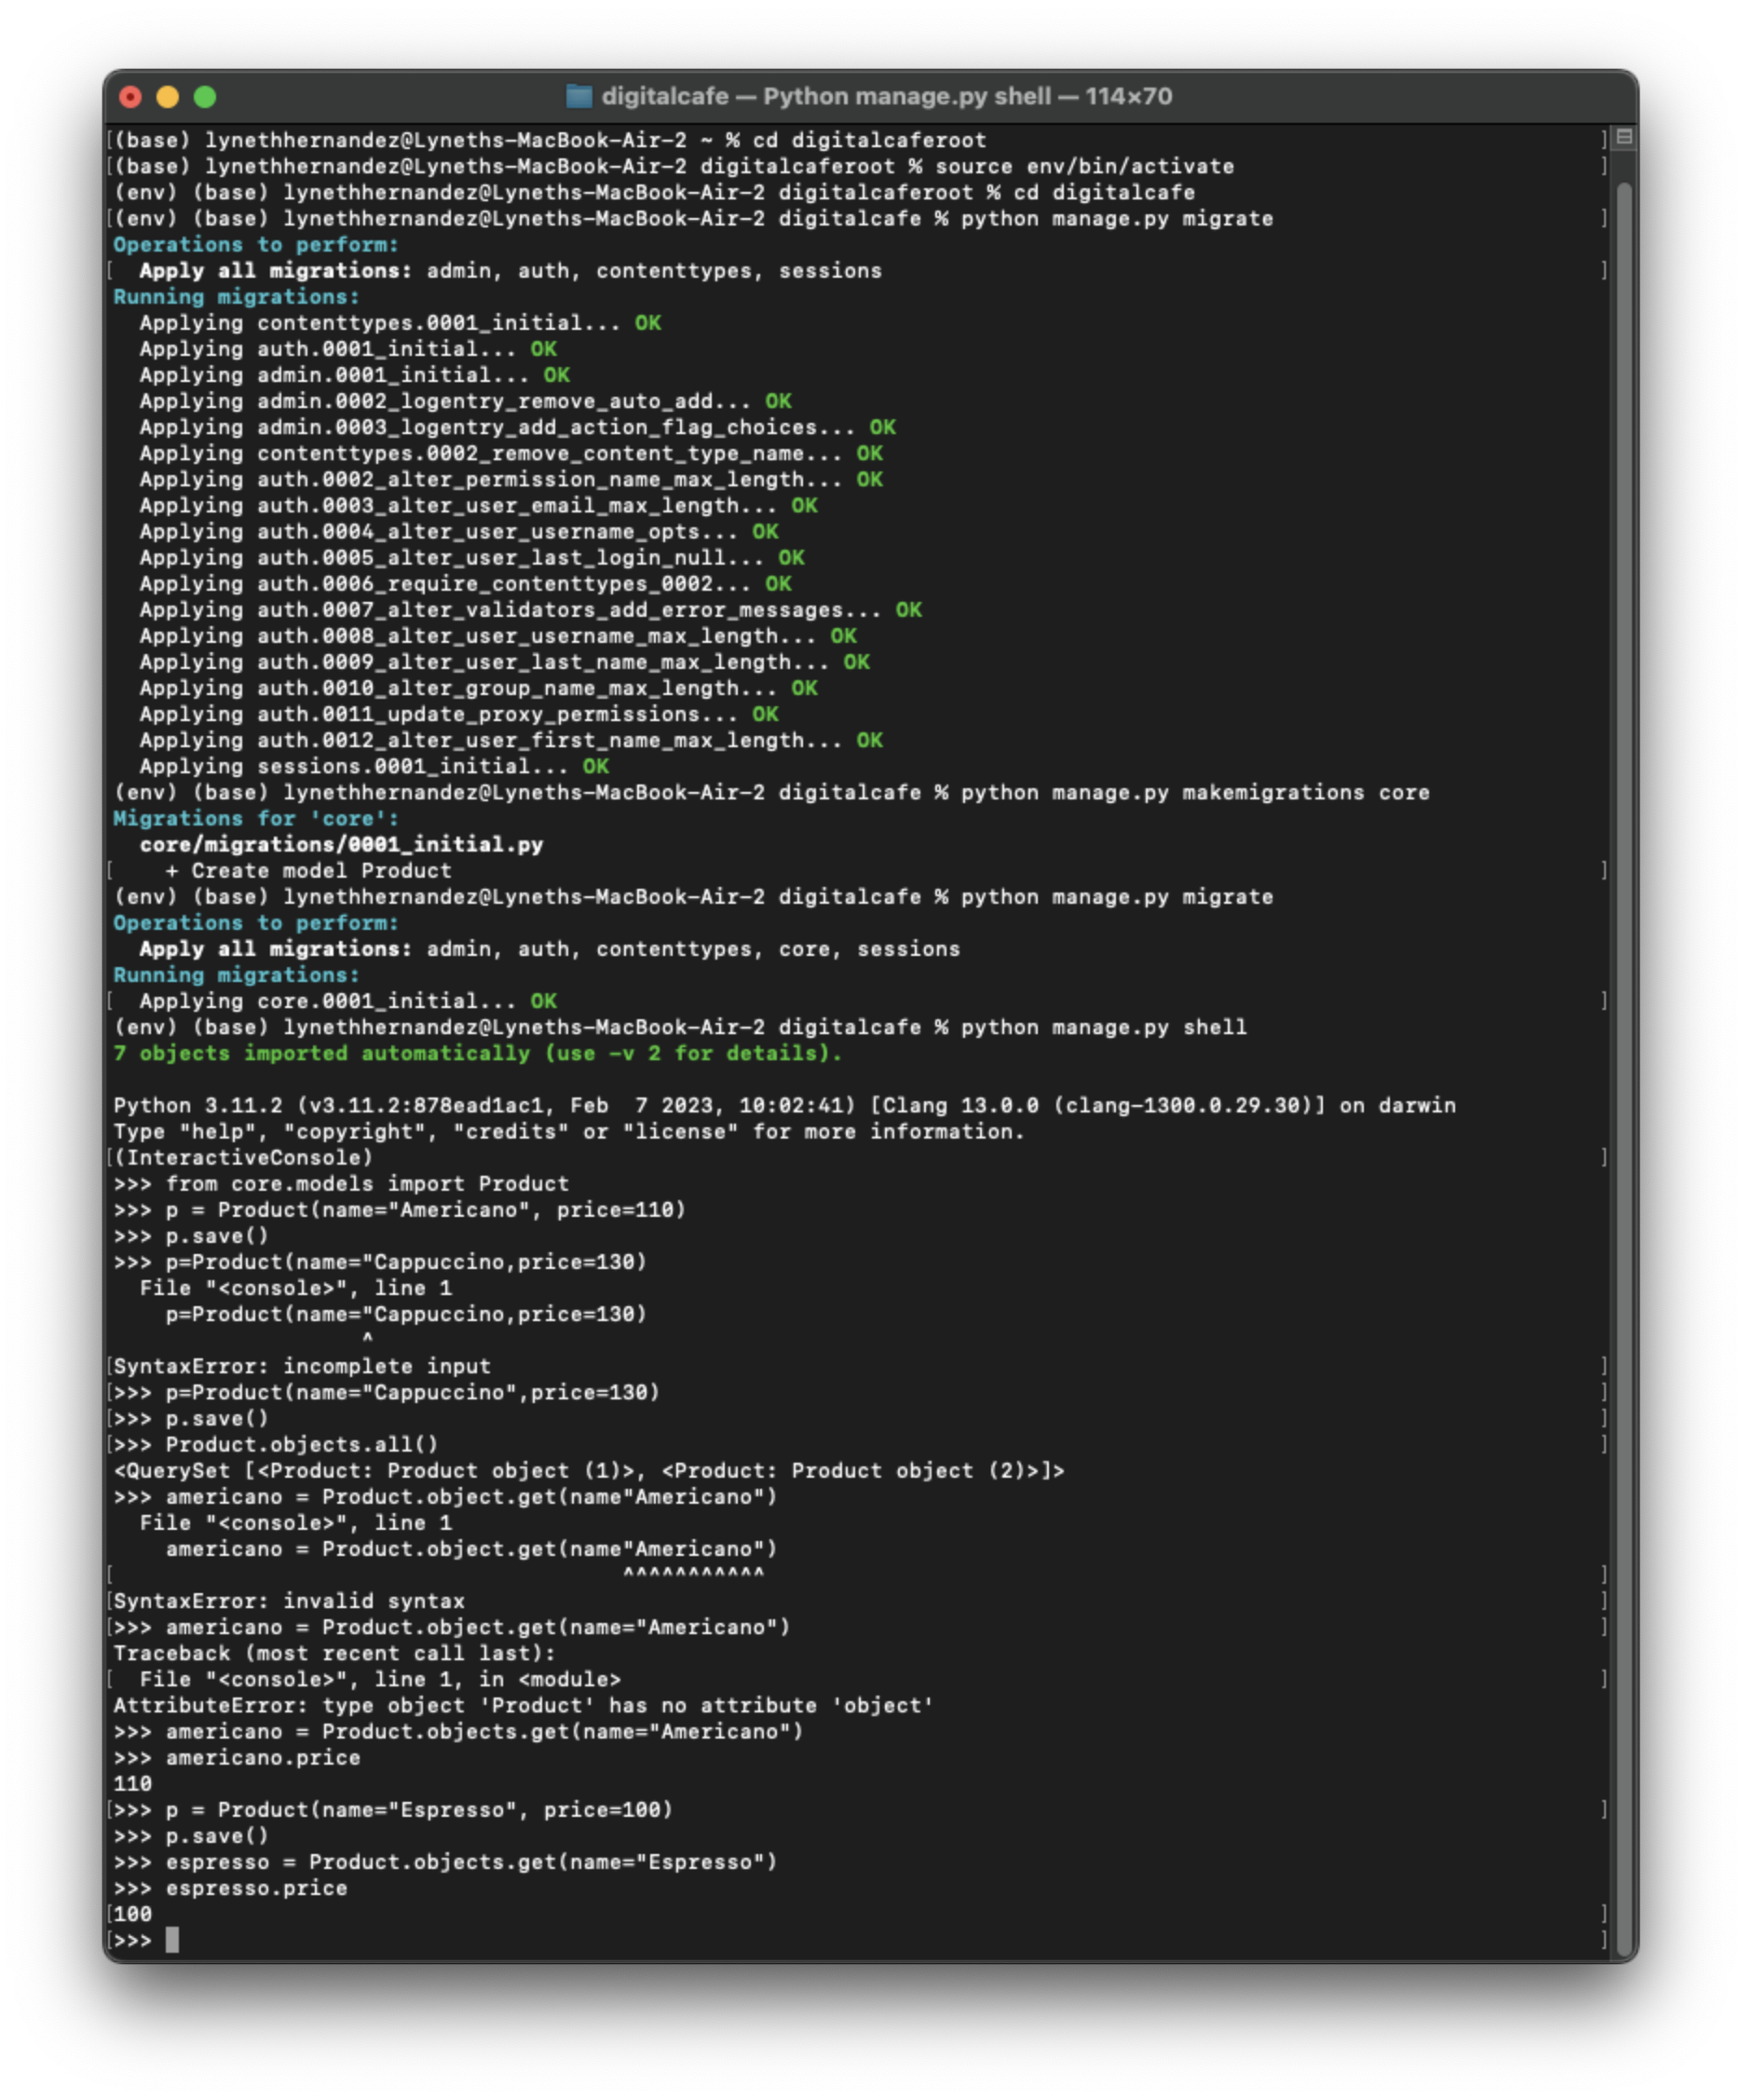 digitalcafe — Python manage.py shell — 114×70
[(base) lynethhernandez@Lyneths-MacBook-Air-2 ~ % cd digitalcaferoot ]
[(base) lynethhernandez@Lyneths-MacBook-Air-2 digitalcaferoot % source env/bin/activate ]
(env) (base) lynethhernandez@Lyneths-MacBook-Air-2 digitalcaferoot % cd digitalcafe
[(env) (base) lynethhernandez@Lyneths-MacBook-Air-2 digitalcafe % python manage.py migrate ]
Operations to perform:
[  Apply all migrations: admin, auth, contenttypes, sessions ]
Running migrations:
  Applying contenttypes.0001_initial... OK
  Applying auth.0001_initial... OK
  Applying admin.0001_initial... OK
  Applying admin.0002_logentry_remove_auto_add... OK
  Applying admin.0003_logentry_add_action_flag_choices... OK
  Applying contenttypes.0002_remove_content_type_name... OK
  Applying auth.0002_alter_permission_name_max_length... OK
  Applying auth.0003_alter_user_email_max_length... OK
  Applying auth.0004_alter_user_username_opts... OK
  Applying auth.0005_alter_user_last_login_null... OK
  Applying auth.0006_require_contenttypes_0002... OK
  Applying auth.0007_alter_validators_add_error_messages... OK
  Applying auth.0008_alter_user_username_max_length... OK
  Applying auth.0009_alter_user_last_name_max_length... OK
  Applying auth.0010_alter_group_name_max_length... OK
  Applying auth.0011_update_proxy_permissions... OK
  Applying auth.0012_alter_user_first_name_max_length... OK
  Applying sessions.0001_initial... OK
(env) (base) lynethhernandez@Lyneths-MacBook-Air-2 digitalcafe % python manage.py makemigrations core
Migrations for 'core':
  core/migrations/0001_initial.py
[    + Create model Product ]
(env) (base) lynethhernandez@Lyneths-MacBook-Air-2 digitalcafe % python manage.py migrate
Operations to perform:
  Apply all migrations: admin, auth, contenttypes, core, sessions
Running migrations:
[  Applying core.0001_initial... OK ]
(env) (base) lynethhernandez@Lyneths-MacBook-Air-2 digitalcafe % python manage.py shell
7 objects imported automatically (use -v 2 for details).

Python 3.11.2 (v3.11.2:878ead1ac1, Feb  7 2023, 10:02:41) [Clang 13.0.0 (clang-1300.0.29.30)] on darwin
Type "help", "copyright", "credits" or "license" for more information.
[(InteractiveConsole) ]
>>> from core.models import Product
>>> p = Product(name="Americano", price=110)
>>> p.save()
>>> p=Product(name="Cappuccino,price=130)
  File "<console>", line 1
    p=Product(name="Cappuccino,price=130)
                   ^
[SyntaxError: incomplete input ]
[>>> p=Product(name="Cappuccino",price=130) ]
[>>> p.save() ]
[>>> Product.objects.all() ]
<QuerySet [<Product: Product object (1)>, <Product: Product object (2)>]>
>>> americano = Product.object.get(name"Americano")
  File "<console>", line 1
    americano = Product.object.get(name"Americano")
[                                       ^^^^^^^^^^^ ]
[SyntaxError: invalid syntax ]
[>>> americano = Product.object.get(name="Americano") ]
Traceback (most recent call last):
[  File "<console>", line 1, in <module> ]
AttributeError: type object 'Product' has no attribute 'object'
>>> americano = Product.objects.get(name="Americano")
>>> americano.price
110
[>>> p = Product(name="Espresso", price=100) ]
>>> p.save()
>>> espresso = Product.objects.get(name="Espresso")
>>> espresso.price
[100 ]
[>>> ]